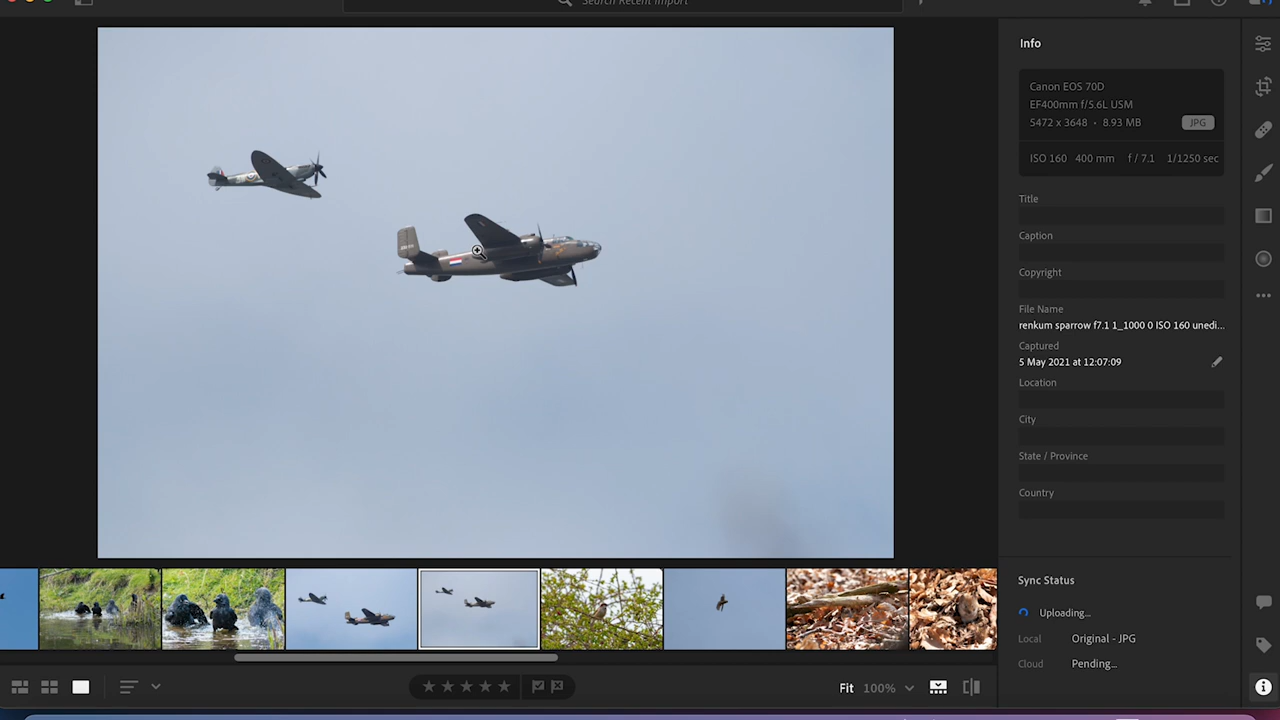 Search Recent Import
Info
Canon EOS 70D
EF400mm f/5.6L USM
5472 x 3648 • 8.93 MB JPG
ISO 160 400 mm f / 7.1 1/1250 sec
Title
Caption
Copyright
File Name
renkum sparrow f7.1 1_1000 0 ISO 160 unedi...
Captured
5 May 2021 at 12:07:09
Location
City
State / Province
Country
Sync Status
Uploading...
Local Original - JPG
Cloud Pending...
Fit 100%